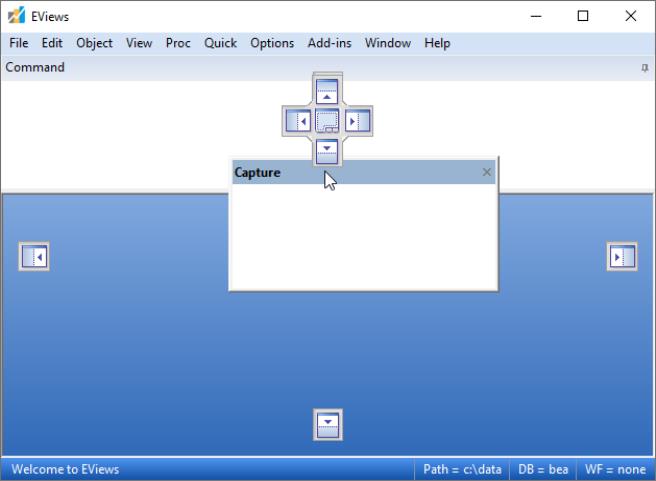 EViews
File Edit Object View Proc Quick Options Add-ins Window Help
Command
Capture
Welcome to EViews Path = c:\data DB = bea WF = none